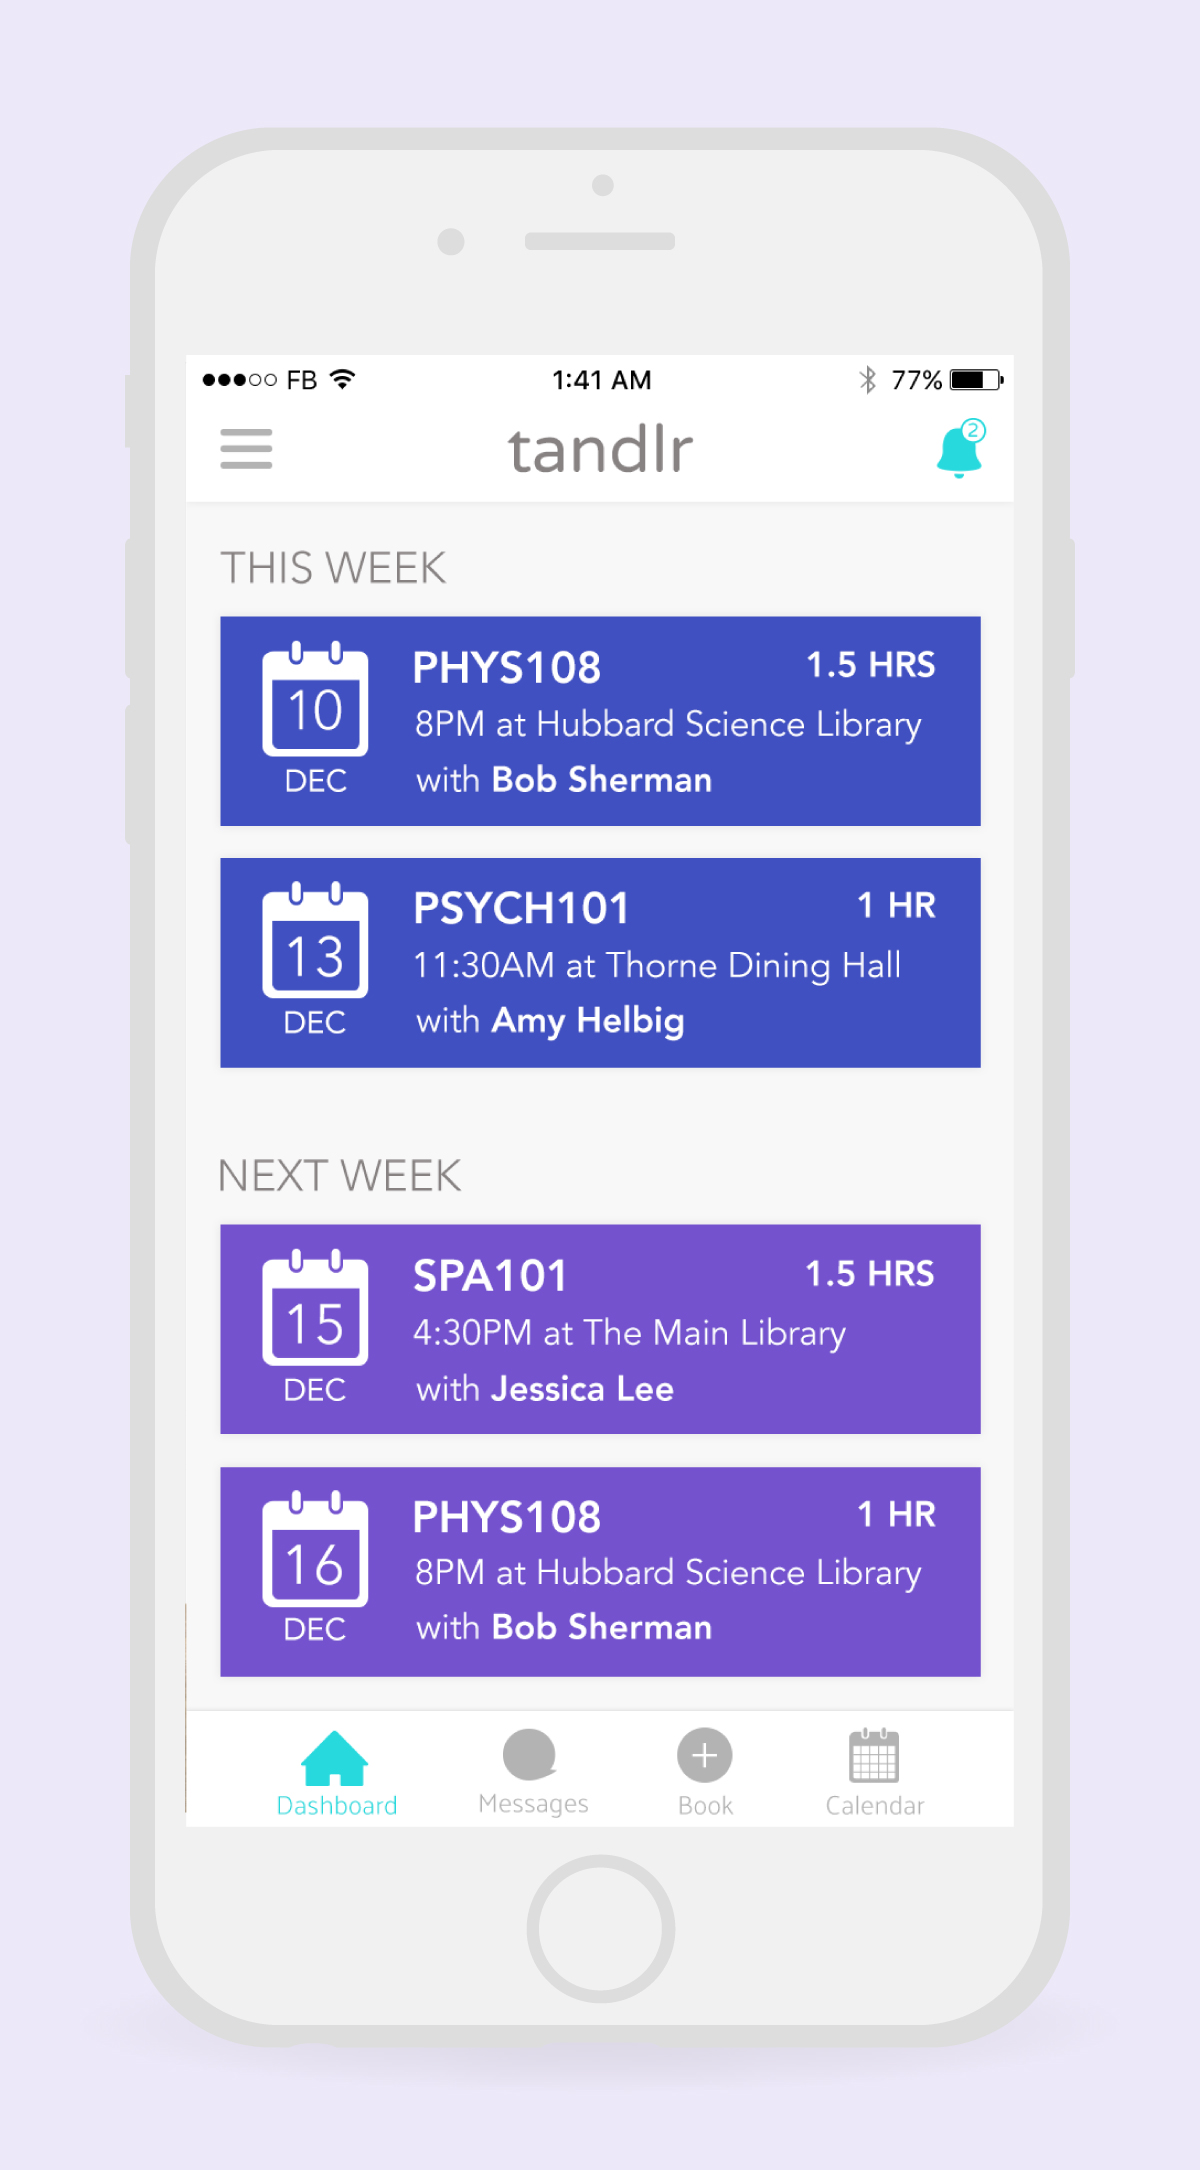 FB 1:41 AM 77%
tandlr 2
THIS WEEK
PHYS108 1.5 HRS
10 8PM at Hubbard Science Library
DEC with Bob Sherman
PSYCH101 1 HR
13 11:30AM at Thorne Dining Hall
DEC with Amy Helbig
NEXT WEEK
SPA101 1.5 HRS
15 4:30PM at The Main Library
DEC with Jessica Lee
PHYS108 1 HR
16 8PM at Hubbard Science Library
DEC with Bob Sherman
Dashboard Messages Book Calendar